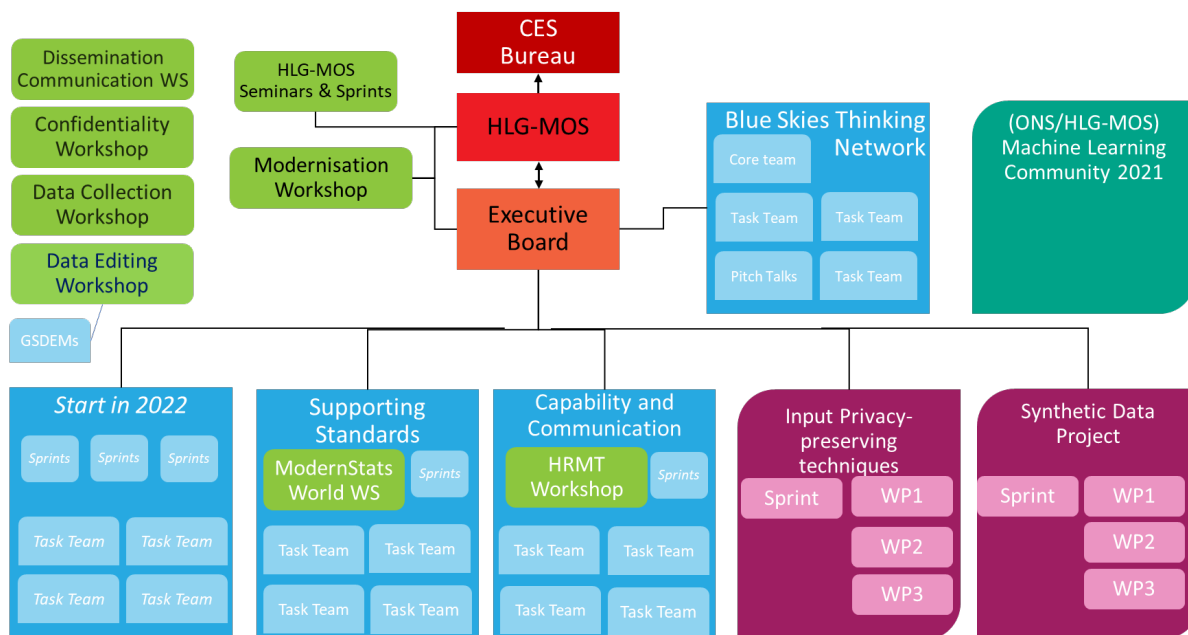 CES
Bureau
Dissemination
Communication WS
HLG-MOS
Seminars & Sprints
HLG-MOS
Blue Skies Thinking
Network
(ONS/HLG-MOS)
Machine Learning
Community 2021
Confidentiality
Workshop
Modernisation
Workshop
Core team
Data Collection
Workshop
Executive
Board
Task Team
Task Team
Data Editing
Workshop
Pitch Talks
Task Team
GSDEMs
Start in 2022
Sprints
Sprints
Sprints
Task Team
Task Team
Task Team
Task Team
Supporting
Standards
ModernStats
World WS
Sprints
Task Team
Task Team
Task Team
Task Team
Capability and
Communication
HRMT
Workshop
Sprints
Task Team
Task Team
Task Team
Task Team
Input Privacy-
preserving
techniques
Sprint
WP1
WP2
WP3
Synthetic Data
Project
Sprint
WP1
WP2
WP3